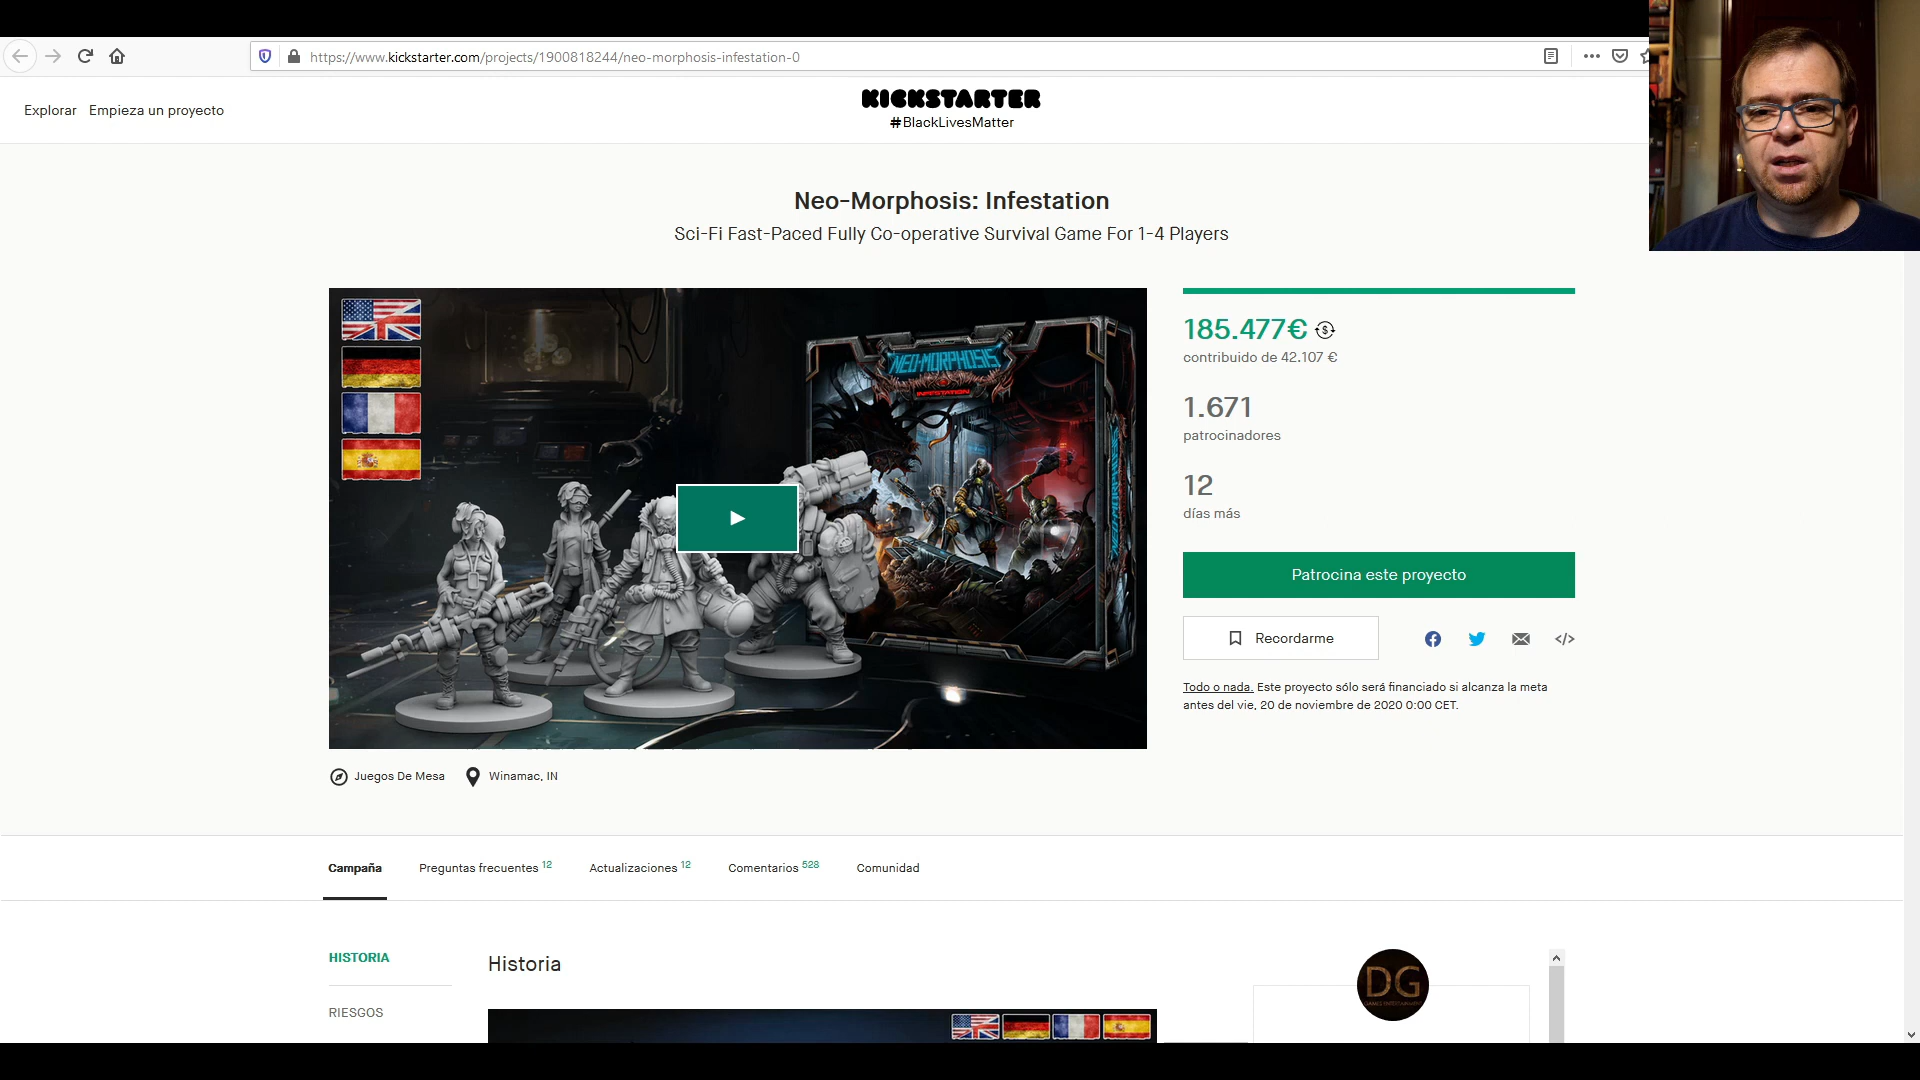 https://www.kickstarter.com/projects/1900818244/neo-morphosis-infestation-0
Explorar Empieza un proyecto
KICKSTARTER
#BlackLivesMatter
Neo-Morphosis: Infestation
Sci-Fi Fast-Paced Fully Co-operative Survival Game For 1-4 Players
NEO-MORPHOSIS
INFESTATION
185.477€
contribuido de 42.107 €
1.671
patrocinadores
12
días más
Patrocina este proyecto
Recordarme
Todo o nada. Este proyecto sólo será financiado si alcanza la meta
antes del vie, 20 de noviembre de 2020 0:00 CET.
Juegos De Mesa Winamac, IN
Campaña Preguntas frecuentes 12 Actualizaciones 12 Comentarios 528 Comunidad
HISTORIA
RIESGOS
Historia
DG